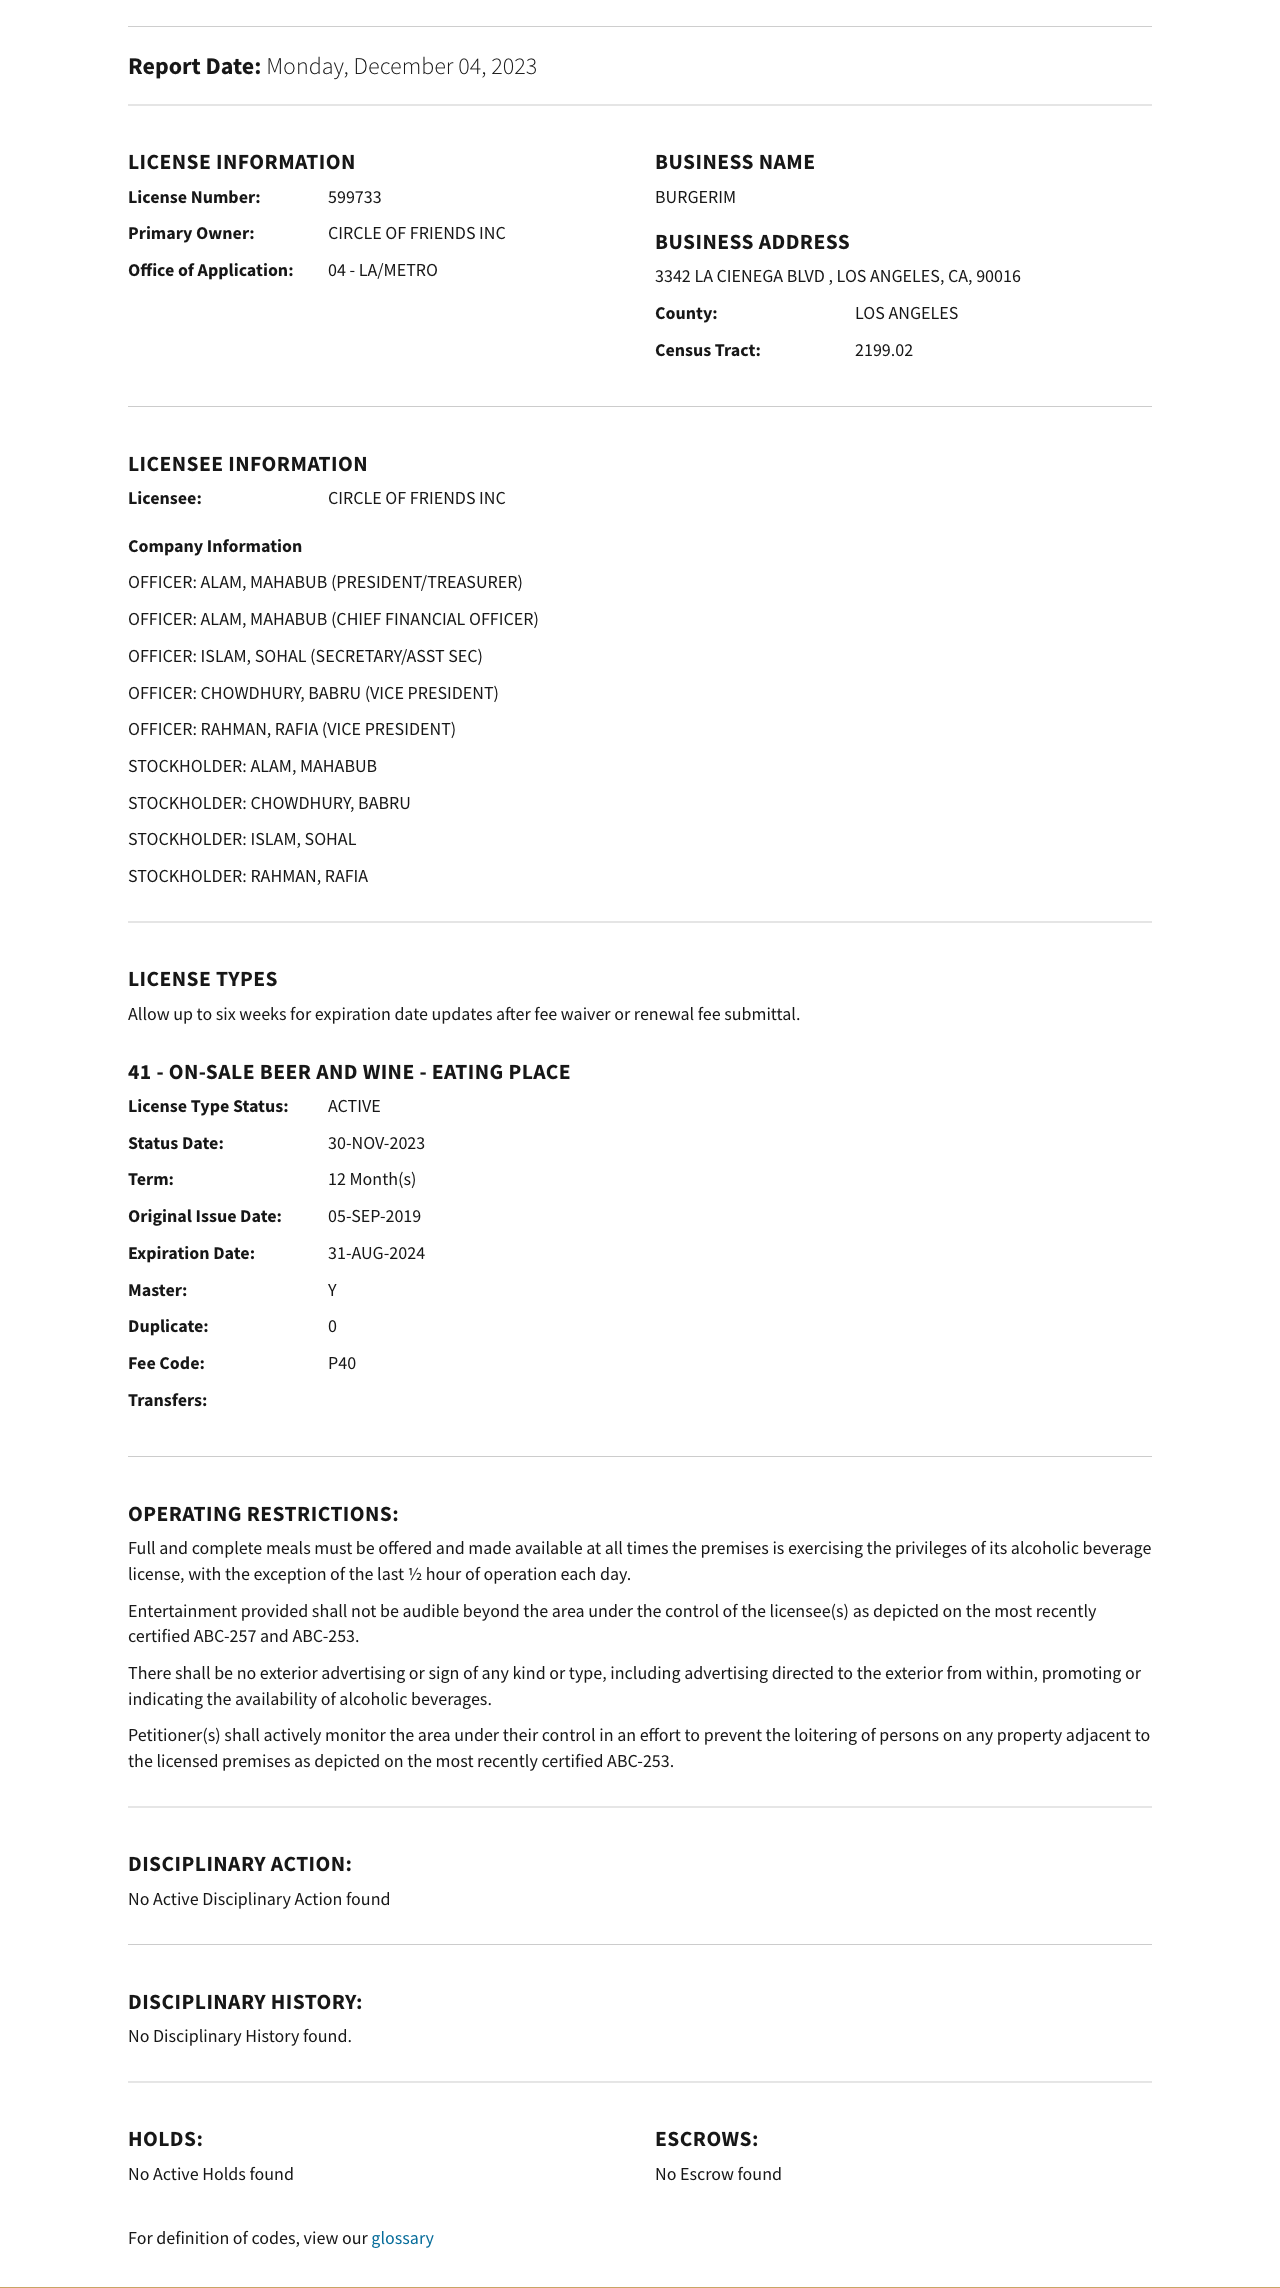 Report Date: Monday, December 04, 2023
LICENSE INFORMATION
License Number: 599733
Primary Owner: CIRCLE OF FRIENDS INC
Office of Application: 04 - LA/METRO
BUSINESS NAME
BURGERIM
BUSINESS ADDRESS
3342 LA CIENEGA BLVD , LOS ANGELES, CA, 90016
County: LOS ANGELES
Census Tract: 2199.02
LICENSEE INFORMATION
Licensee: CIRCLE OF FRIENDS INC
Company Information
OFFICER: ALAM, MAHABUB (PRESIDENT/TREASURER)
OFFICER: ALAM, MAHABUB (CHIEF FINANCIAL OFFICER)
OFFICER: ISLAM, SOHAL (SECRETARY/ASST SEC)
OFFICER: CHOWDHURY, BABRU (VICE PRESIDENT)
OFFICER: RAHMAN, RAFIA (VICE PRESIDENT)
STOCKHOLDER: ALAM, MAHABUB
STOCKHOLDER: CHOWDHURY, BABRU
STOCKHOLDER: ISLAM, SOHAL
STOCKHOLDER: RAHMAN, RAFIA
LICENSE TYPES
Allow up to six weeks for expiration date updates after fee waiver or renewal fee submittal.
41 - ON-SALE BEER AND WINE - EATING PLACE
License Type Status: ACTIVE
Status Date: 30-NOV-2023
Term: 12 Month(s)
Original Issue Date: 05-SEP-2019
Expiration Date: 31-AUG-2024
Master: Y
Duplicate: 0
Fee Code: P40
Transfers:
OPERATING RESTRICTIONS:
Full and complete meals must be offered and made available at all times the premises is exercising the privileges of its alcoholic beverage
license, with the exception of the last ½ hour of operation each day.
Entertainment provided shall not be audible beyond the area under the control of the licensee(s) as depicted on the most recently
certified ABC-257 and ABC-253.
There shall be no exterior advertising or sign of any kind or type, including advertising directed to the exterior from within, promoting or
indicating the availability of alcoholic beverages.
Petitioner(s) shall actively monitor the area under their control in an effort to prevent the loitering of persons on any property adjacent to
the licensed premises as depicted on the most recently certified ABC-253.
DISCIPLINARY ACTION:
No Active Disciplinary Action found
DISCIPLINARY HISTORY:
No Disciplinary History found.
HOLDS:
No Active Holds found
ESCROWS:
No Escrow found
For definition of codes, view our glossary